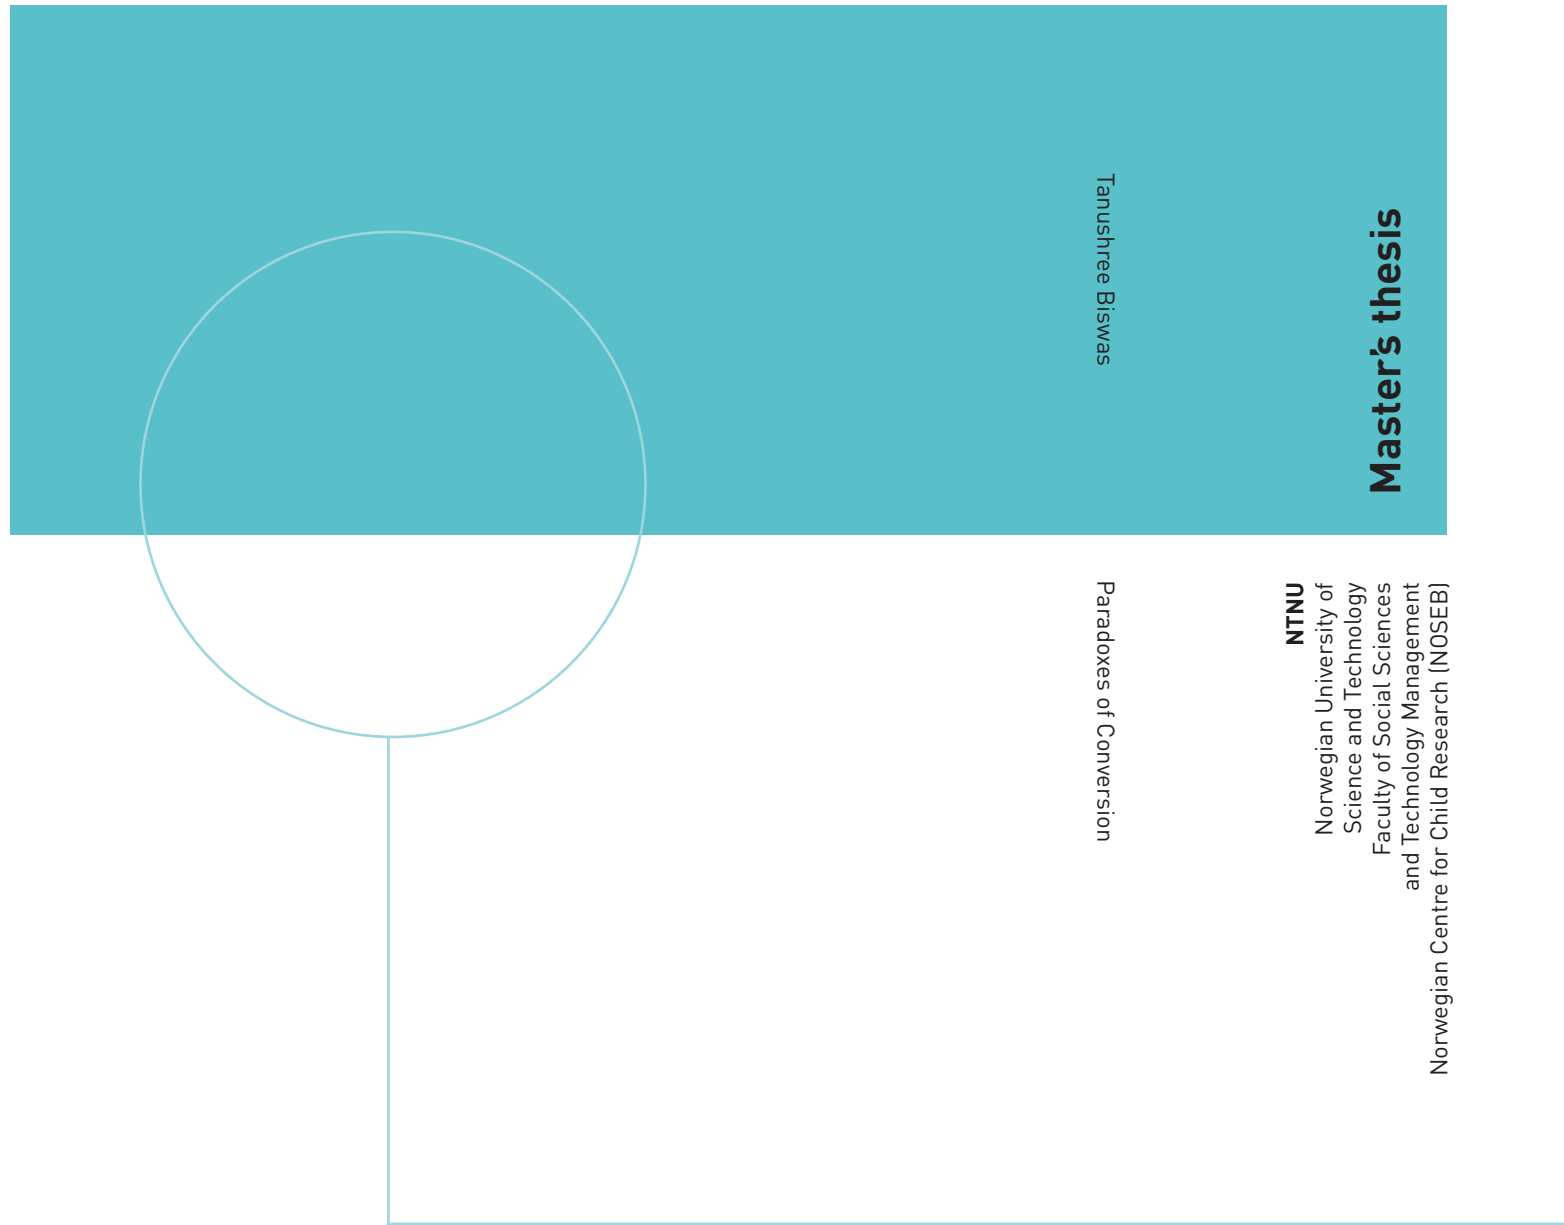 Master's thesis
Tanushree Biswas
Paradoxes of Conversion
NTNU
Norwegian University of
Science and Technology
Faculty of Social Sciences
and Technology Management
Norwegian Centre for Child Research (NOSEB)